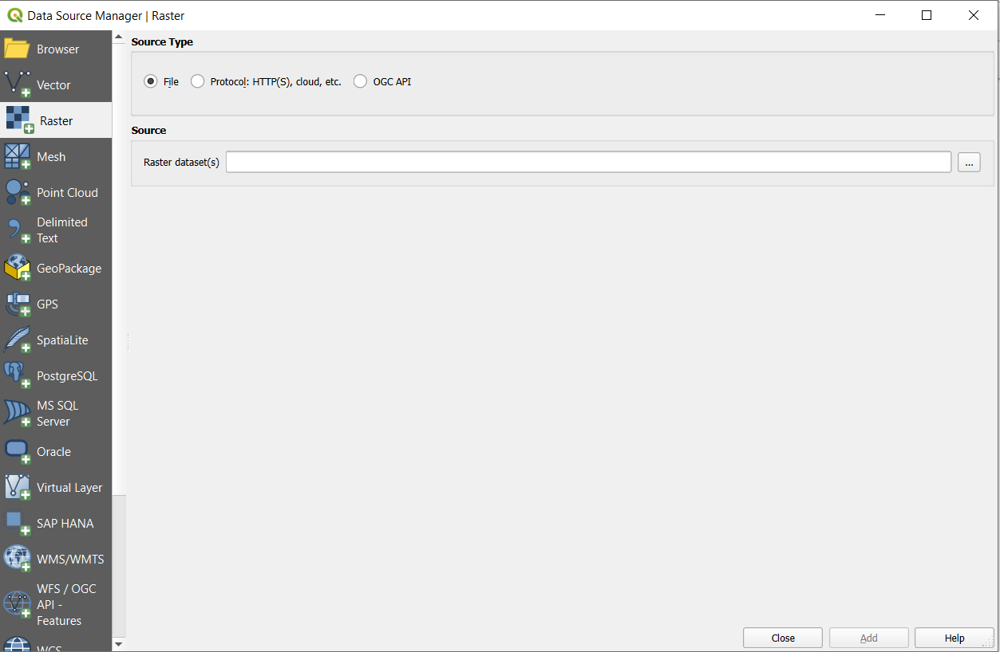 Data Source Manager | Raster
Browser
Vector
Raster
Mesh
Point Cloud
Delimited
Text
GeoPackage
GPS
SpatiaLite
PostgreSQL
MS SQL
Server
Oracle
Virtual Layer
SAP HANA
WMS/WMTS
WFS / OGC
API -
Features
WCS
Source Type
File
Protocol: HTTP(S), cloud, etc.
OGC API
Source
Raster dataset(s)
...
Close
Add
Help